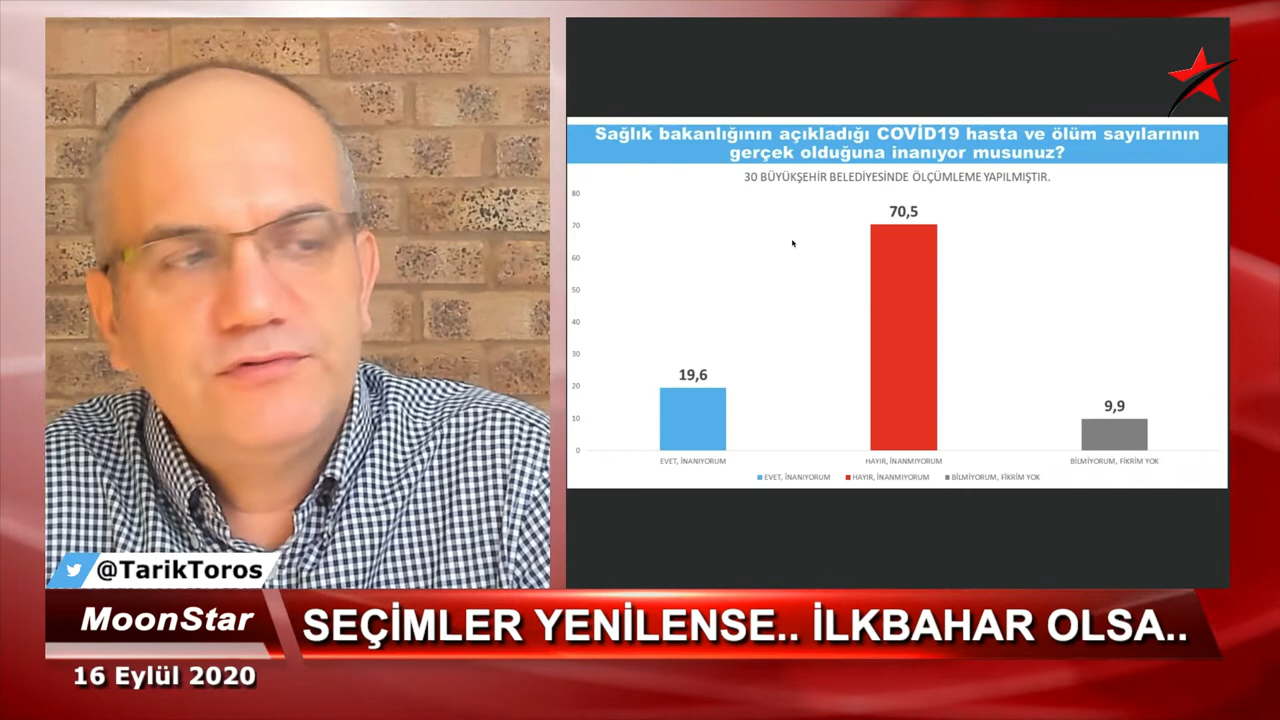 Sağlık bakanlığının açıkladığı COVİD19 hasta ve ölüm sayılarının
gerçek olduğuna inanıyor musunuz?
30 BÜYÜKŞEHİR BELEDİYESİNDE ÖLÇÜMLEME YAPILMIŞTIR.
80
70
60
50
40
30
20
10
0
19,6
70,5
9,9
EVET, İNANIYORUM
HAYIR, İNANMIYORUM
BİLMİYORUM, FİKRİM YOK
EVET, İNANIYORUM HAYIR, İNANMIYORUM BİLMİYORUM, FİKRİM YOK
@TarikToros
MoonStar
SEÇİMLER YENİLENSE.. İLKBAHAR OLSA..
16 Eylül 2020